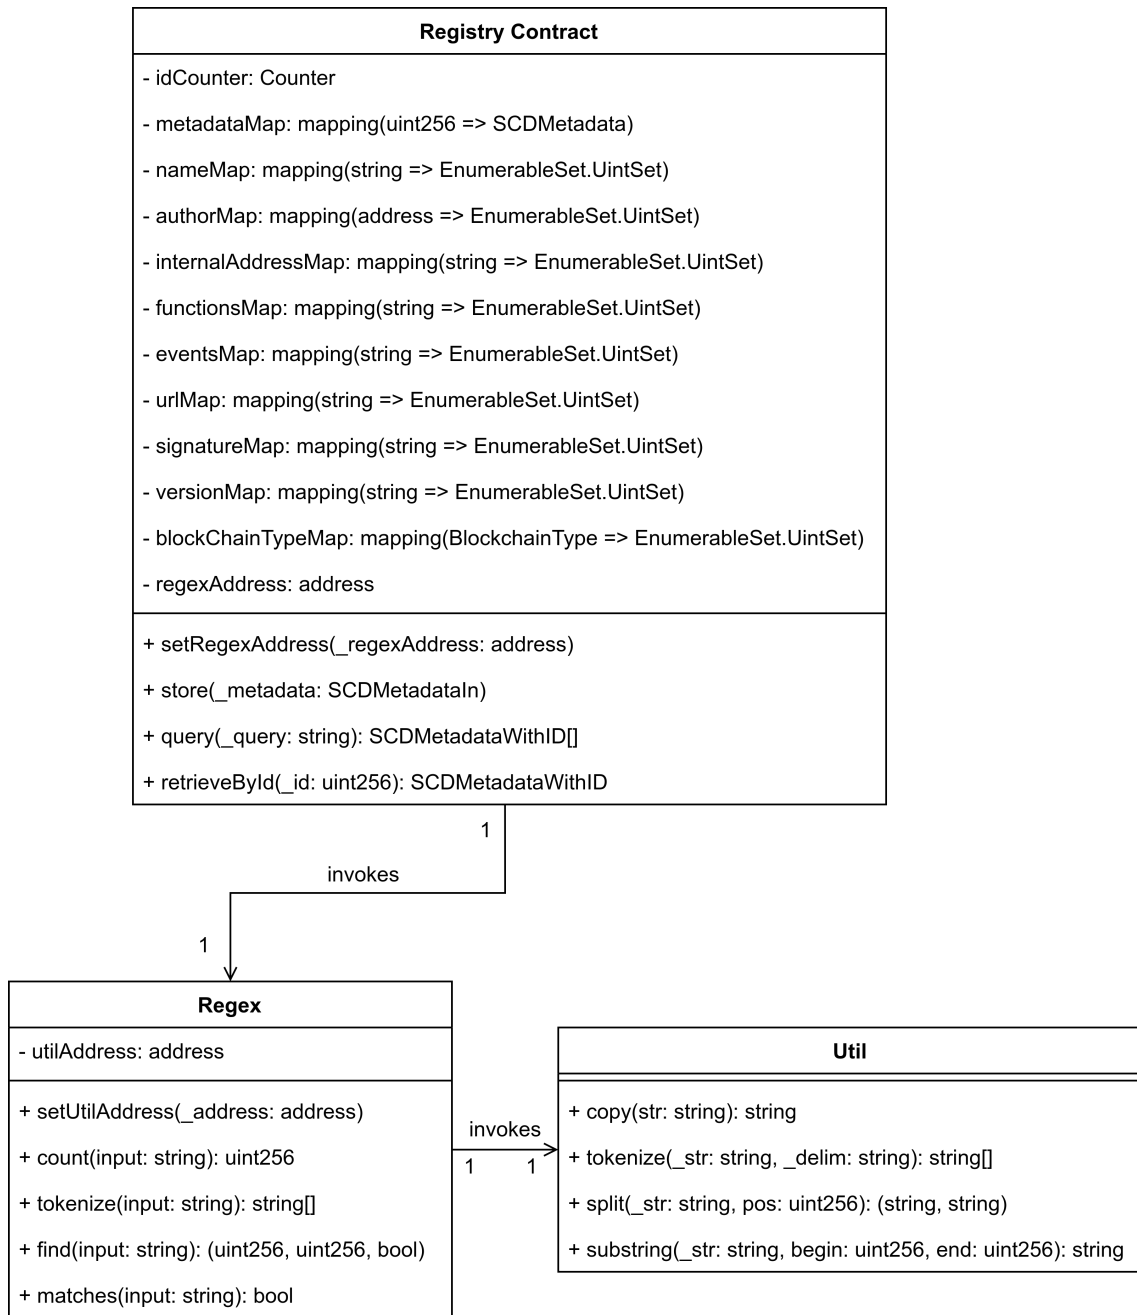 Registry Contract
- idCounter: Counter
- metadataMap: mapping(uint256 => SCDMetadata)
- nameMap: mapping(string => EnumerableSet.UintSet)
- authorMap: mapping(address => EnumerableSet.UintSet)
- internalAddressMap: mapping(string => EnumerableSet.UintSet)
- functionsMap: mapping(string => EnumerableSet.UintSet)
- eventsMap: mapping(string => EnumerableSet.UintSet)
- urlMap: mapping(string => EnumerableSet.UintSet)
- signatureMap: mapping(string => EnumerableSet.UintSet)
- versionMap: mapping(string => EnumerableSet.UintSet)
- blockChainTypeMap: mapping(BlockchainType => EnumerableSet.UintSet)
- regexAddress: address
+ setRegexAddress(_regexAddress: address)
+ store(_metadata: SCDMetadataIn)
+ query(_query: string): SCDMetadataWithID[]
+ retrieveById(_id: uint256): SCDMetadataWithID
1
invokes
1
Regex
- utilAddress: address
+ setUtilAddress(_address: address)
+ count(input: string): uint256
+ tokenize(input: string): string[]
+ find(input: string): (uint256, uint256, bool)
+ matches(input: string): bool
invokes
1 1
Util
+ copy(str: string): string
+ tokenize(_str: string, _delim: string): string[]
+ split(_str: string, pos: uint256): (string, string)
+ substring(_str: string, begin: uint256, end: uint256): string